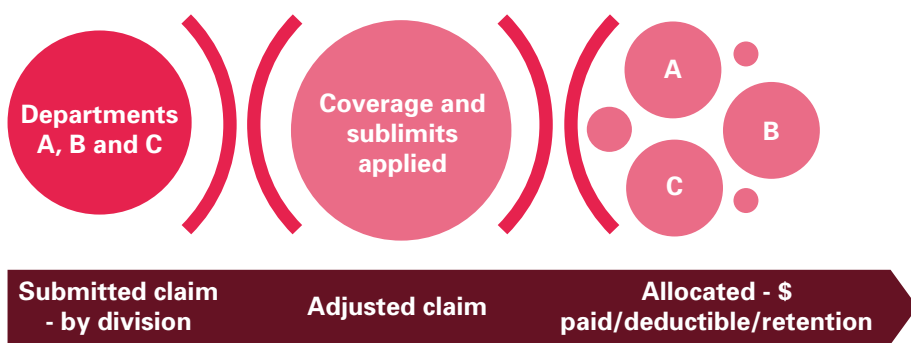 Departments
A, B and C
Coverage and
sublimits
applied
A
B
C
Submitted claim
- by division
Adjusted claim
Allocated - $
paid/deductible/retention